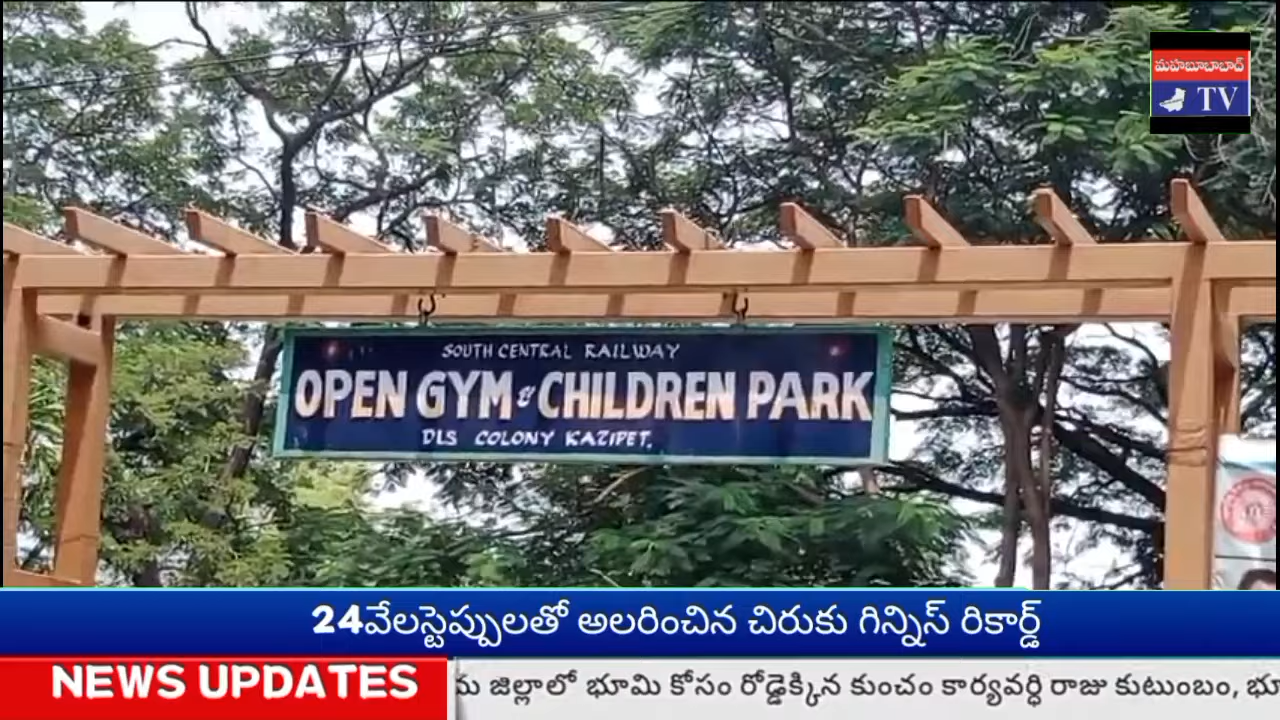 మహబూబాబాద్
TV
SOUTH CENTRAL RAILWAY
OPEN GYM & CHILDREN PARK
DLS COLONY KAZIPET.
24వేలస్టెప్పులతో అలరించిన చిరుకు గిన్నిస్ రికార్డ్
NEWS UPDATES
జిల్లాలో భూమి కోసం రోడ్డెక్కిన కుంచం కార్యవర్ధి రాజు కుటుంబం,